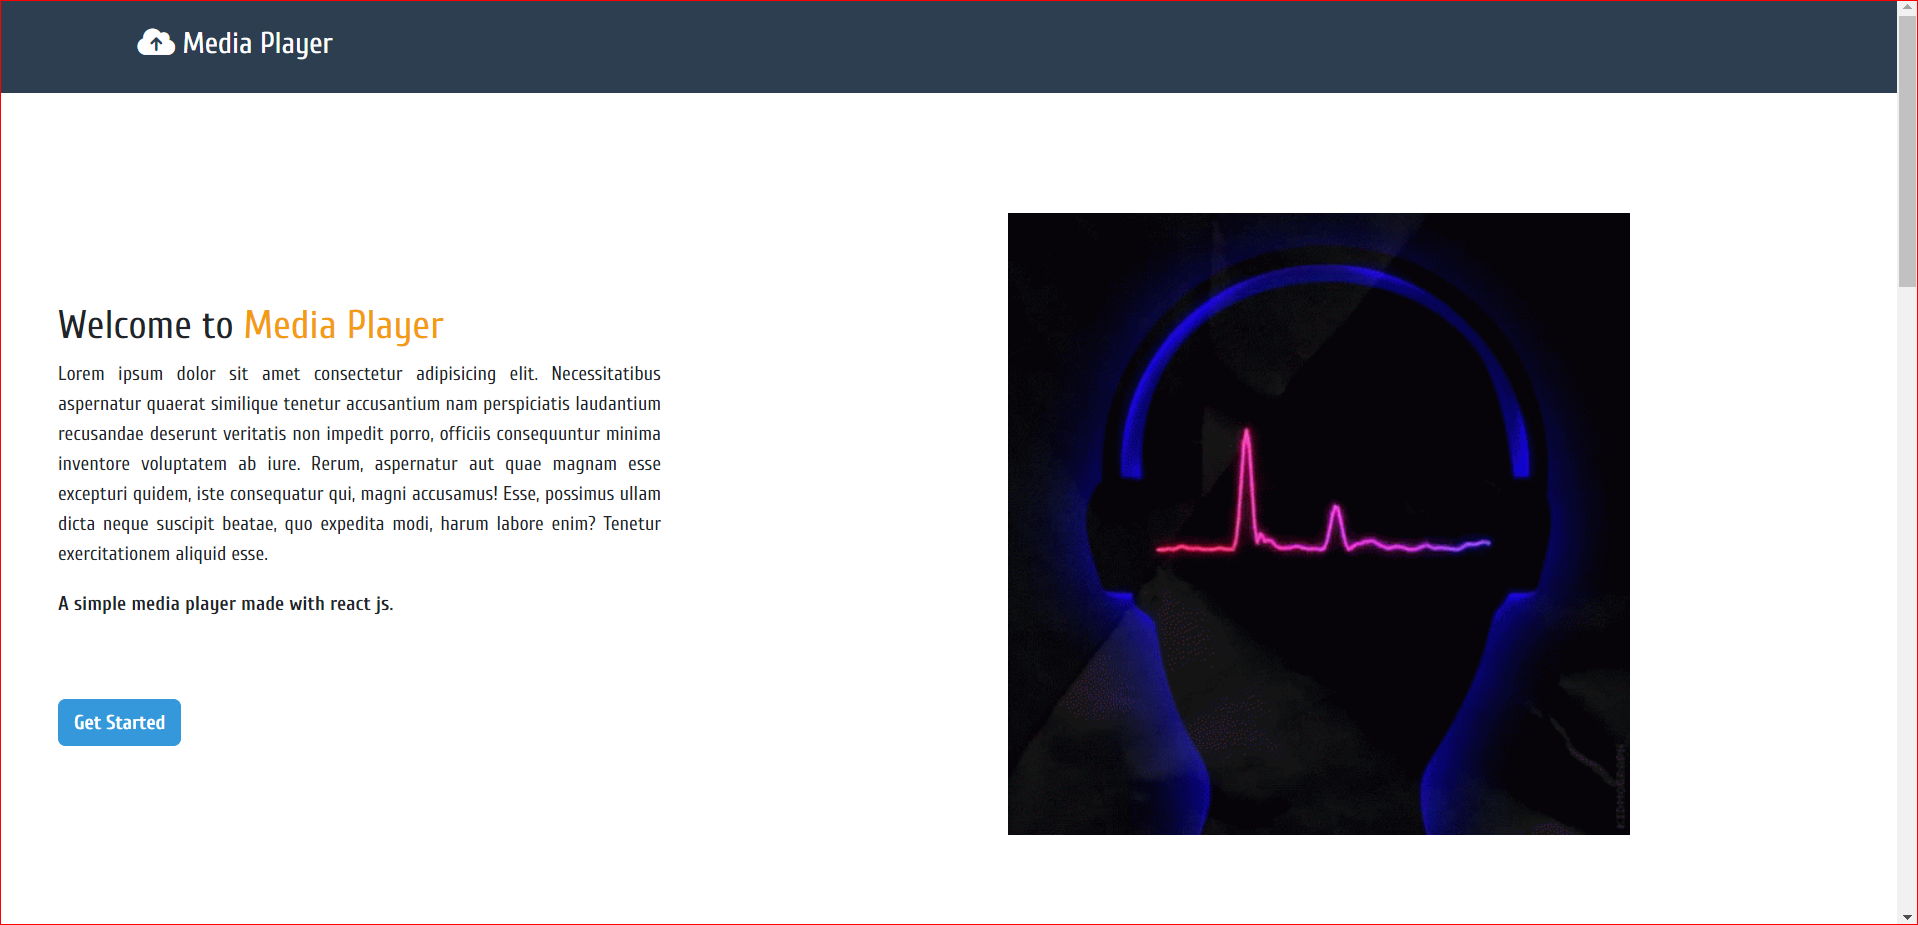 Media Player
Welcome to Media Player
Lorem ipsum dolor sit amet consectetur adipisicing elit. Necessitatibus
aspernatur quaerat similique tenetur accusantium nam perspiciatis laudantium
recusandae deserunt veritatis non impedit porro, officiis consequuntur minima
inventore voluptatem ab iure. Rerum, aspernatur aut quae magnam esse
excepturi quidem, iste consequatur qui, magni accusamus! Esse, possimus ullam
dicta neque suscipit beatae, quo expedita modi, harum labore enim? Tenetur
exercitationem aliquid esse.
A simple media player made with react js.
Get Started
KIDMOGRAPH